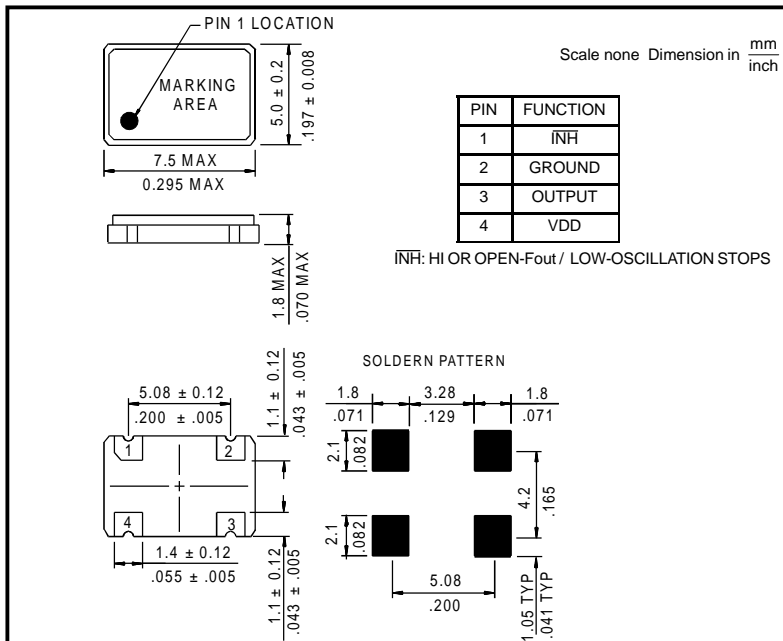 PIN 1 LOCATION
Scale none Dimension in mm
inch
MARKING
AREA
5.0 ± 0.2
.197 ± 0.008
7.5 MAX
0.295 MAX
PIN FUNCTION
1 I̅N̅H̅
2 GROUND
3 OUTPUT
4 VDD
I̅N̅H̅: HI OR OPEN-Fout / LOW-OSCILLATION STOPS
1.8 MAX
.070 MAX
SOLDERN PATTERN
5.08 ± 0.12
.200 ± .005
1.1 ± 0.12
.043 ± .005
1.8
.071
3.28
.129
1.8
.071
1
2
2.1
.082
4.2
.165
4
3
2.1
.082
1.4 ± 0.12
.055 ± .005
1.1 ± 0.12
.043 ± .005
5.08
.200
1.05 TYP
.041 TYP